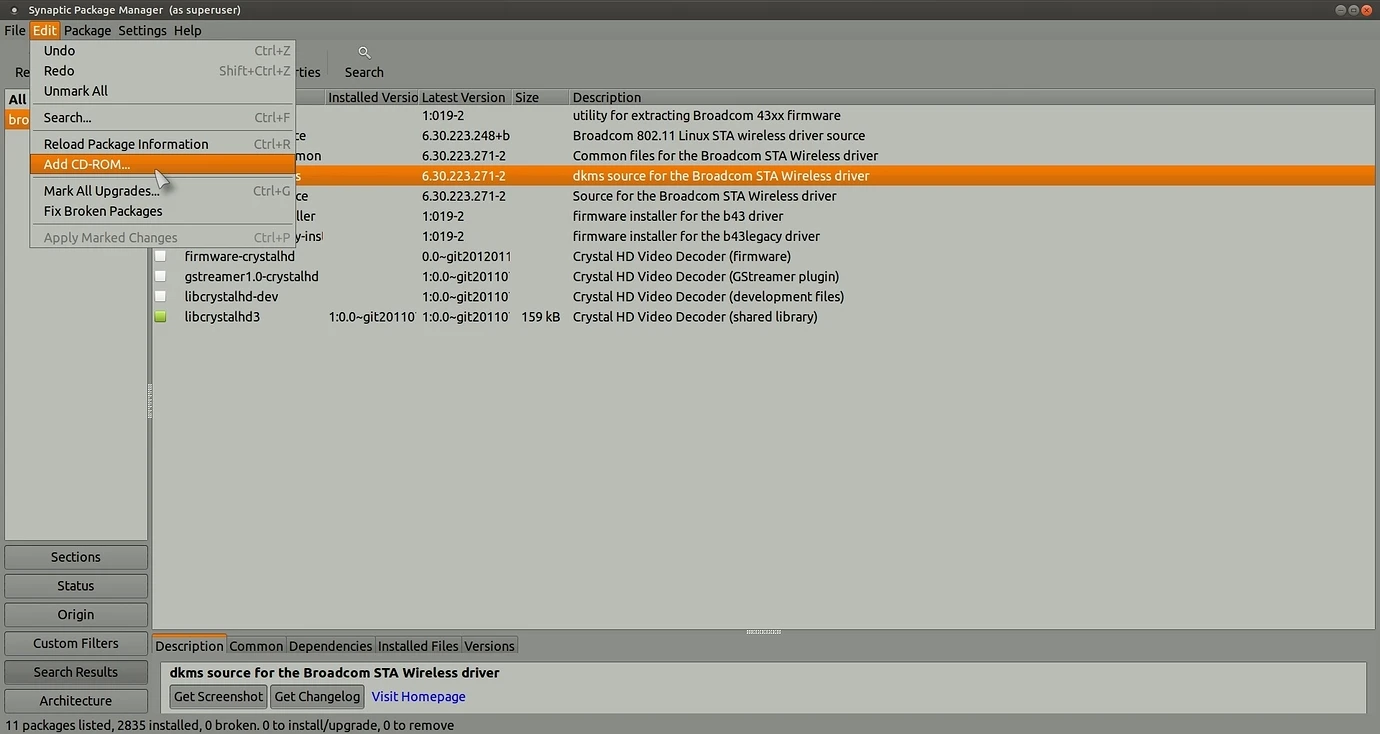 Synaptic Package Manager (as superuser)
File Edit Package Settings Help
Undo Ctrl+Z
Redo Shift+Ctrl+Z
Unmark All
Search... Ctrl+F
Reload Package Information Ctrl+R
Add CD-ROM...
Mark All Upgrades... Ctrl+G
Fix Broken Packages
Apply Marked Changes Ctrl+P
Re rties Search
All
bro
Installed Versio Latest Version Size Description
1:019-2 utility for extracting Broadcom 43xx firmware
ce 6.30.223.248+b Broadcom 802.11 Linux STA wireless driver source
mon 6.30.223.271-2 Common files for the Broadcom STA Wireless driver
s 6.30.223.271-2 dkms source for the Broadcom STA Wireless driver
ce 6.30.223.271-2 Source for the Broadcom STA Wireless driver
ller 1:019-2 firmware installer for the b43 driver
y-inst 1:019-2 firmware installer for the b43legacy driver
firmware-crystalhd 0.0~git2012011 Crystal HD Video Decoder (firmware)
gstreamer1.0-crystalhd 1:0.0~git20110 Crystal HD Video Decoder (GStreamer plugin)
libcrystalhd-dev 1:0.0~git20110 Crystal HD Video Decoder (development files)
libcrystalhd3 1:0.0~git20110 1:0.0~git20110 159 kB Crystal HD Video Decoder (shared library)
Sections
Status
Origin
Custom Filters
Search Results
Architecture
Description Common Dependencies Installed Files Versions
dkms source for the Broadcom STA Wireless driver
Get Screenshot Get Changelog Visit Homepage
11 packages listed, 2835 installed, 0 broken. 0 to install/upgrade, 0 to remove